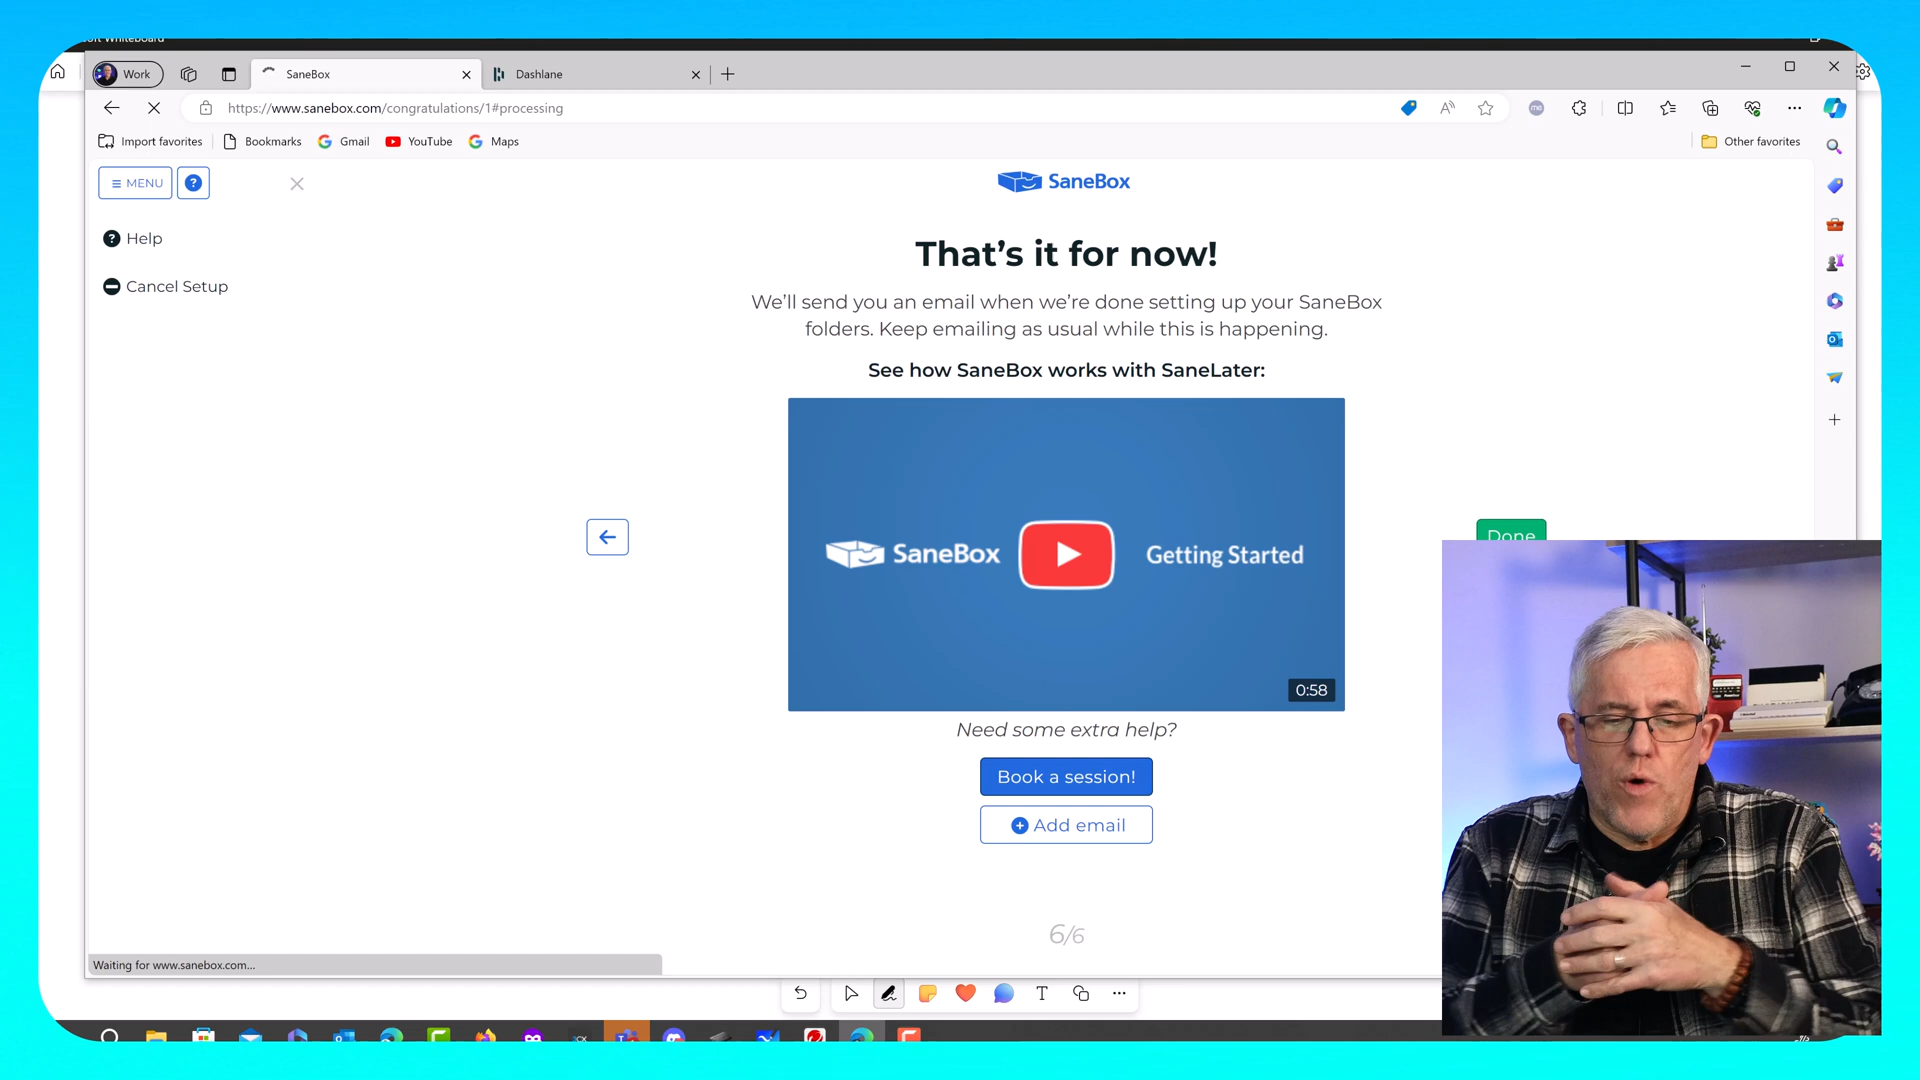 Whiteboard
Work
SaneBox
Dashlane
https://www.sanebox.com/congratulations/1#processing
Import favorites
Bookmarks
Gmail
YouTube
Maps
Other favorites
MENU
?
SaneBox
Help
Cancel Setup
That's it for now!
We'll send you an email when we're done setting up your SaneBox
folders. Keep emailing as usual while this is happening.
See how SaneBox works with SaneLater:
SaneBox
Getting Started
0:58
Done
Need some extra help?
Book a session!
Add email
6/6
Waiting for www.sanebox.com...